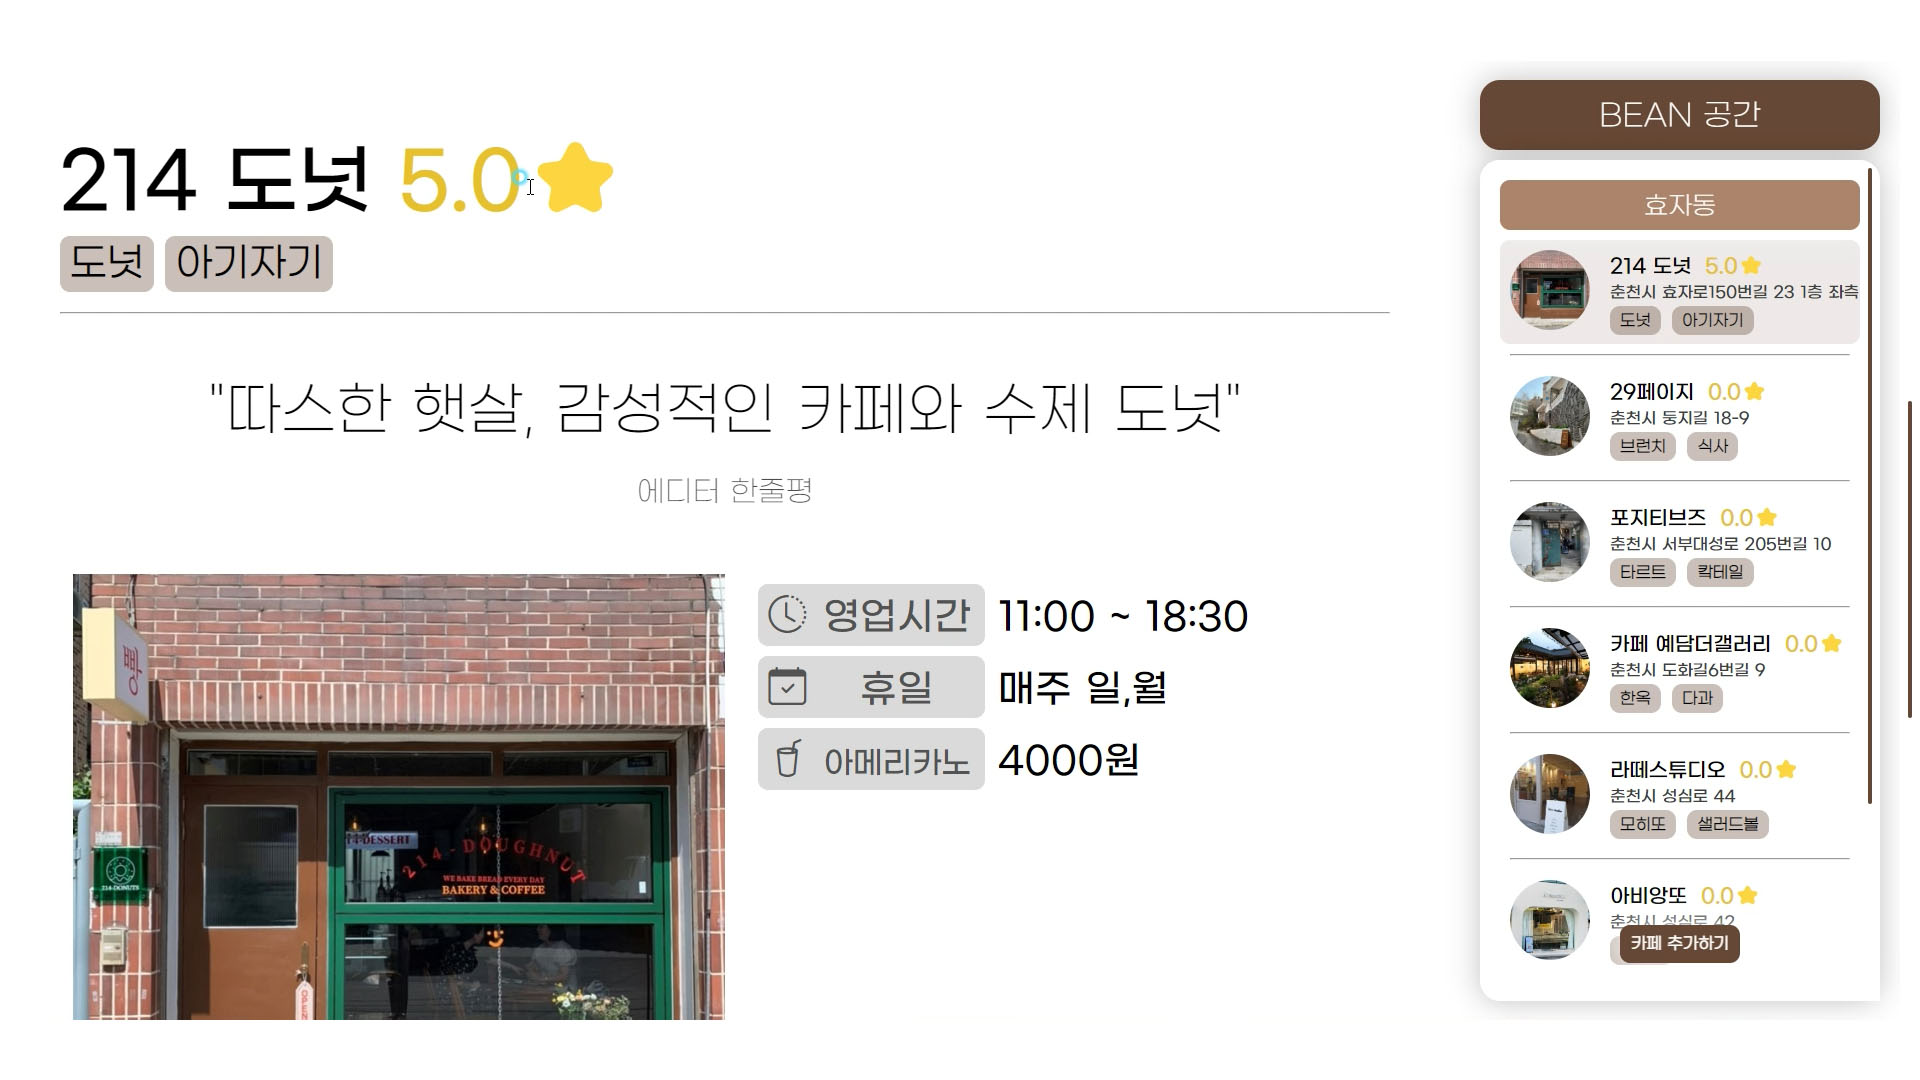 214 도넛 5.0
도넛 아기자기
"따스한 햇살, 감성적인 카페와 수제 도넛"
에디터 한줄평
영업시간 11:00 ~ 18:30
휴일 매주 일,월
아메리카노 4000원
빵
14-DESSERT
214-DOUGHNUT
WE BAKE BREAD EVERY DAY
BAKERY & COFFEE
214-DONUTS
OPEN
BEAN 공간
효자동
214 도넛 5.0
춘천시 효자로150번길 23 1층 좌측
도넛 아기자기
29페이지 0.0
춘천시 둥지길 18-9
브런치 식사
포지티브즈 0.0
춘천시 서부대성로 205번길 10
타르트 칵테일
카페 예담더갤러리 0.0
춘천시 도화길6번길 9
한옥 다과
라떼스튜디오 0.0
춘천시 성심로 44
모히또 샐러드볼
아비앙또 0.0
춘천시 성심로 42
카페 추가하기